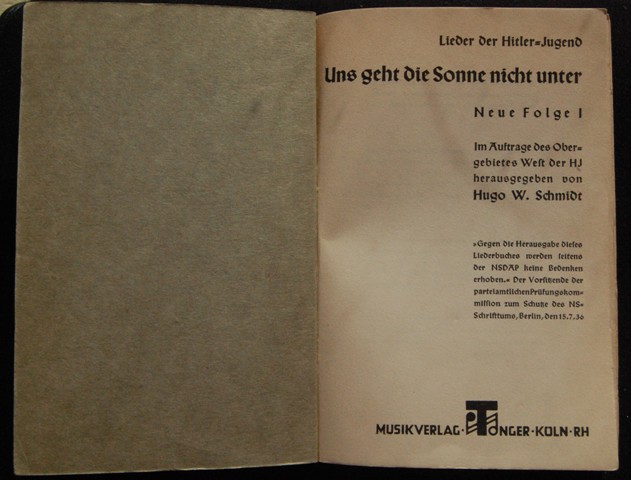 Lieder der Hitler=Jugend
Uns geht die Sonne nicht unter
Neue Folge I
Im Auftrage des Ober=
gebietes West der HJ
herausgegeben von
Hugo W. Schmidt
»Gegen die Herausgabe dieses
Liederbuches werden seitens
der NSDAP keine Bedenken
erhoben.« Der Vorsitzende der
parteiamtlichen Prüfungskom=
mission zum Schutze des NS=
Schrifttums, Berlin, den 15.7.36
MUSIKVERLAG · TONGER · KÖLN · RH